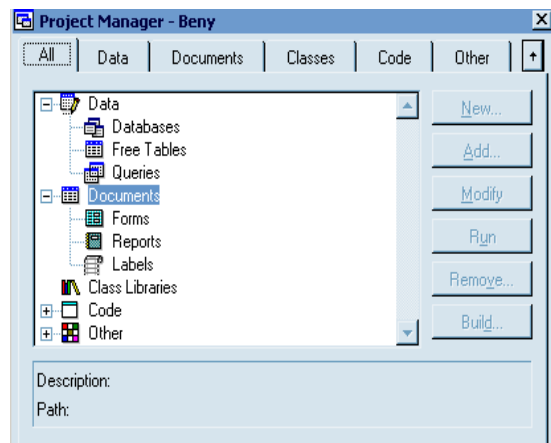 Project Manager - Beny
All Data Documents Classes Code Other
Data
Databases
Free Tables
Queries
Documents
Forms
Reports
Labels
Class Libraries
Code
Other
New...
Add...
Modify
Run
Remove...
Build...
Description:
Path: